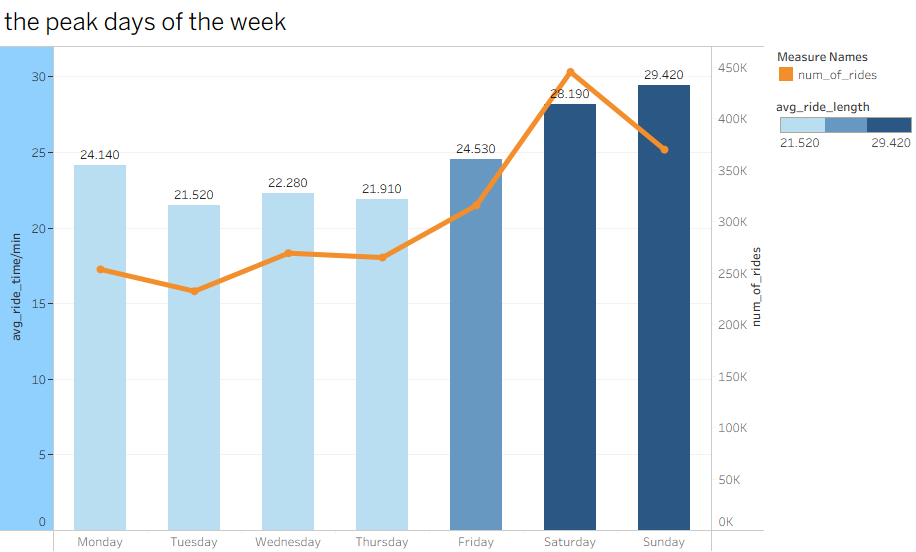 the peak days of the week
avg_ride_time/min
30
25
20
15
10
5
0
24.140
21.520
22.280
21.910
24.530
28.190
29.420
Monday
Tuesday
Wednesday
Thursday
Friday
Saturday
Sunday
450K
400K
350K
300K
250K
200K
150K
100K
50K
0K
num_of_rides
Measure Names
num_of_rides
avg_ride_length
21.520 29.420